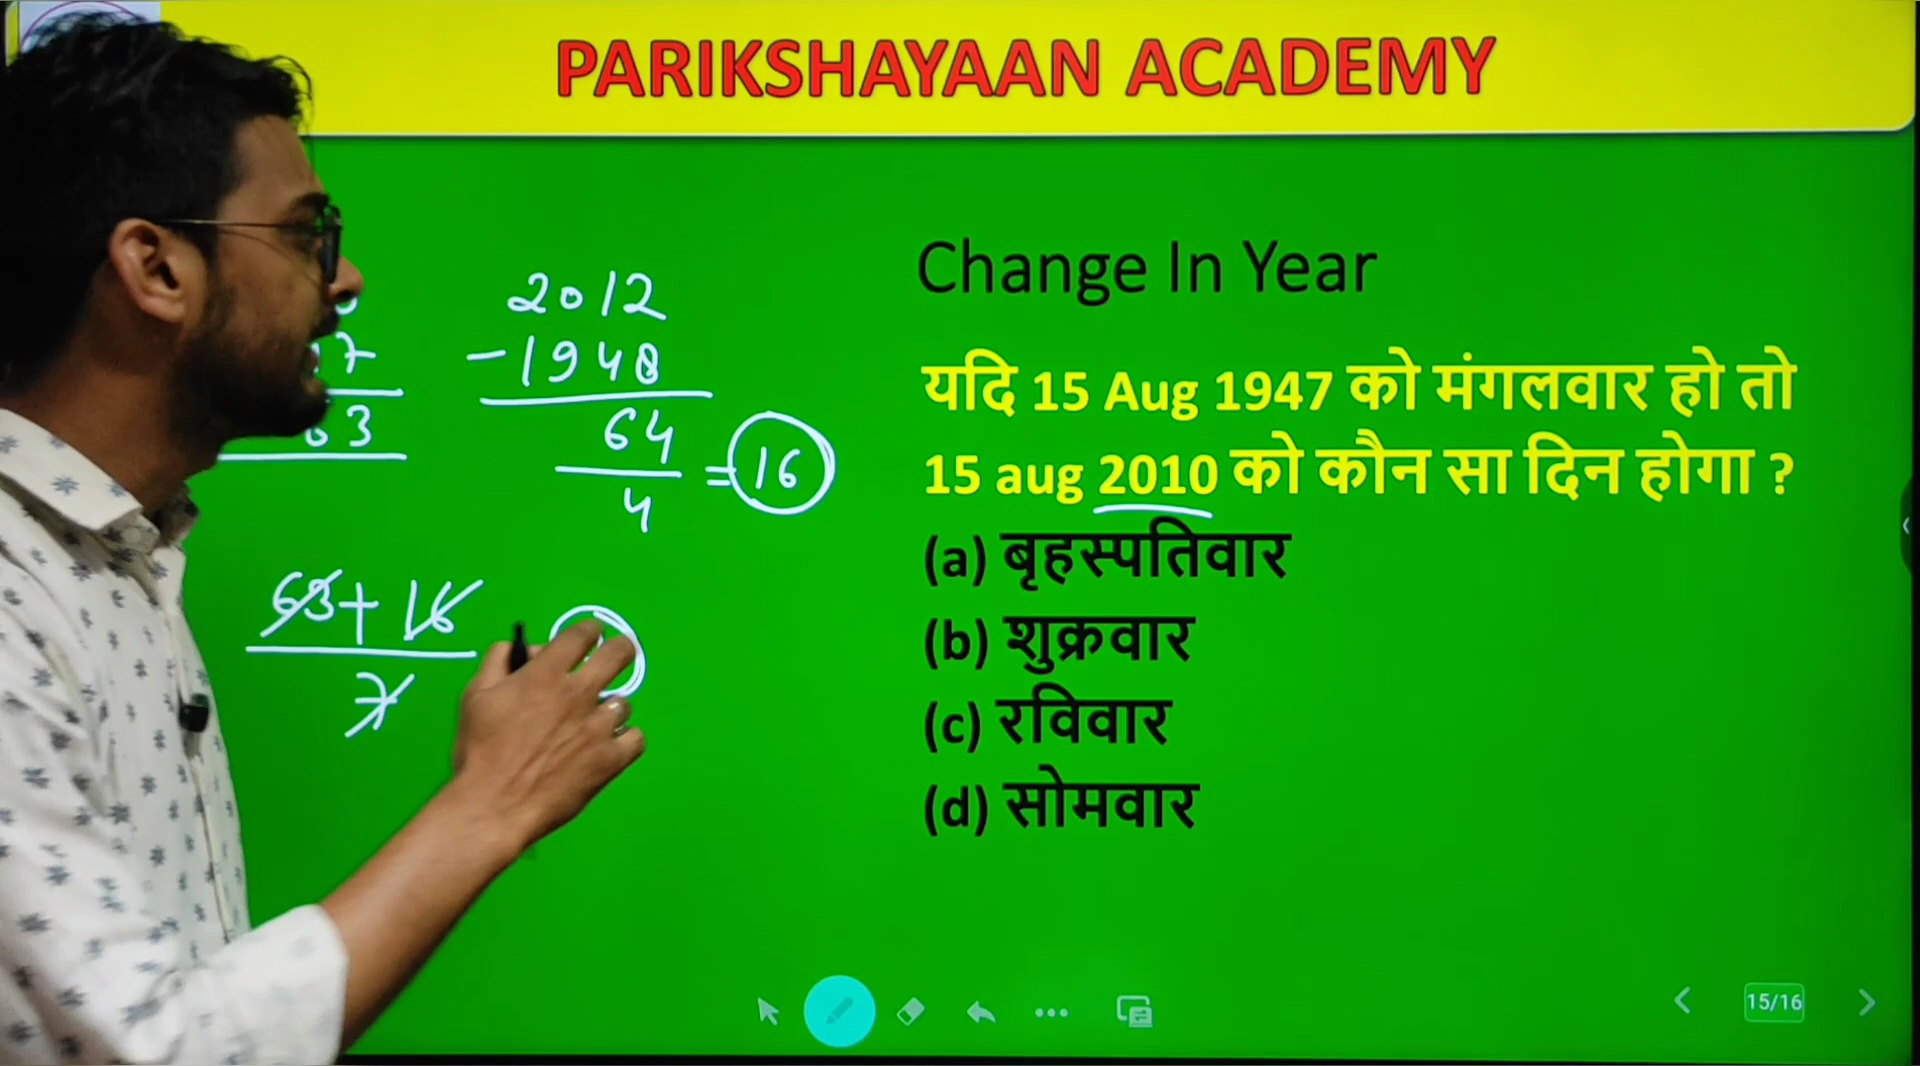 PARIKSHAYAAN ACADEMY
Change In Year
यदि 15 Aug 1947 को मंगलवार हो तो
15 aug 2010 को कौन सा दिन होगा ?
(a) बृहस्पतिवार
(b) शुक्रवार
(c) रविवार
(d) सोमवार
7
63
2012
-1948
64
4
= 16
63+16
7
15/16